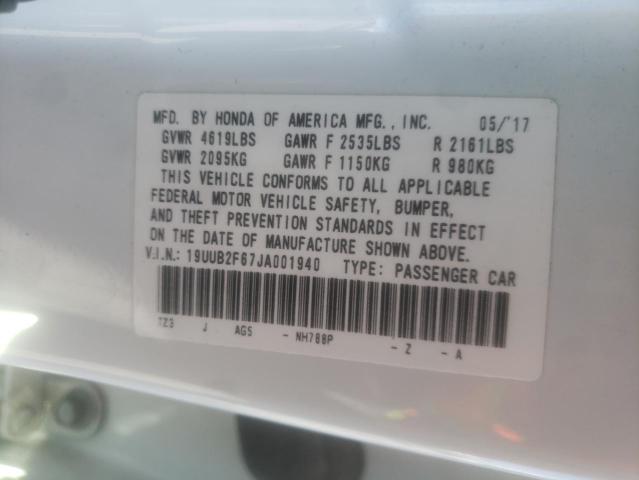 MFD. BY HONDA OF AMERICA MFG., INC. 05/'17
GVWR 4619LBS GAWR F 2535LBS R 2161LBS
GVWR 2095KG GAWR F 1150KG R 980KG
THIS VEHICLE CONFORMS TO ALL APPLICABLE
FEDERAL MOTOR VEHICLE SAFETY, BUMPER,
AND THEFT PREVENTION STANDARDS IN EFFECT
ON THE DATE OF MANUFACTURE SHOWN ABOVE.
V.I.N.: 19UUB2F67JA001940 TYPE: PASSENGER CAR
TZ3 J AGS - NH788P - Z - A